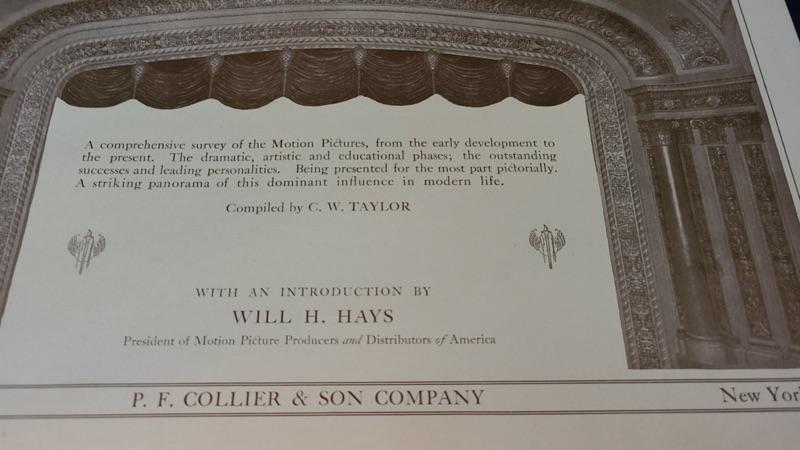 A comprehensive survey of the Motion Pictures, from the early development to
the present. The dramatic, artistic and educational phases; the outstanding
successes and leading personalities. Being presented for the most part pictorially.
A striking panorama of this dominant influence in modern life.
Compiled by C. W. TAYLOR
WITH AN INTRODUCTION BY
WILL H. HAYS
President of Motion Picture Producers and Distributors of America
P. F. COLLIER & SON COMPANY
New Yor